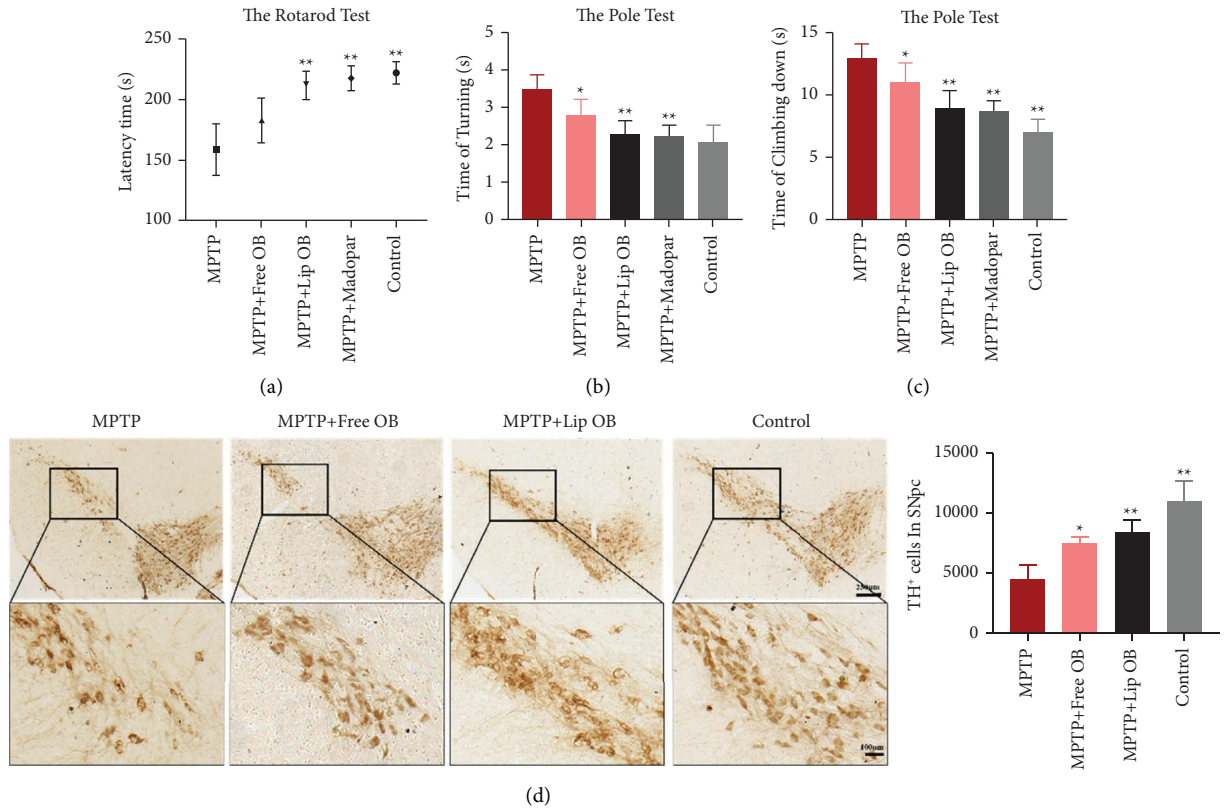 The Rotarod Test
Latency time (s)
250
200
150
100
**
**
**
MPTP
MPTP+Free OB
MPTP+Lip OB
MPTP+Madopar
Control
(a)
The Pole Test
Time of Turning (s)
5
4
3
2
1
0
*
**
**
MPTP
MPTP+Free OB
MPTP+Lip OB
MPTP+Madopar
Control
(b)
The Pole Test
Time of Climbing down (s)
15
10
5
0
*
**
**
**
MPTP
MPTP+Free OB
MPTP+Lip OB
MPTP+Madopar
Control
(c)
MPTP
MPTP+Free OB
MPTP+Lip OB
Control
250μm
100μm
TH⁺ cells In SNpc
15000
10000
5000
0
*
**
**
MPTP
MPTP+Free OB
MPTP+Lip OB
Control
(d)